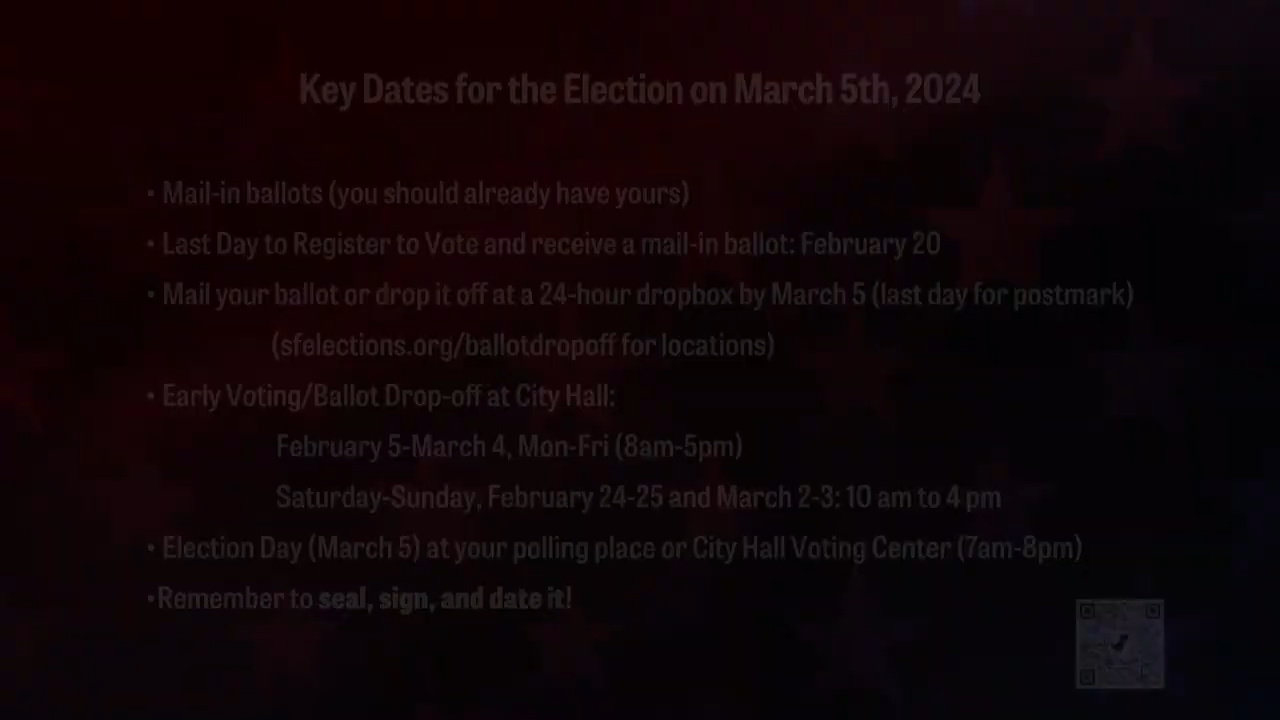 Key Dates for the Election on March 5th, 2024
• Mail-in ballots (you should already have yours)
• Last Day to Register to Vote and receive a mail-in ballot: February 20
• Mail your ballot or drop it off at a 24-hour dropbox by March 5 (last day for postmark)
(sfelections.org/ballotdropoff for locations)
• Early Voting/Ballot Drop-off at City Hall:
February 5-March 4, Mon-Fri (8am-5pm)
Saturday-Sunday, February 24-25 and March 2-3: 10 am to 4 pm
• Election Day (March 5) at your polling place or City Hall Voting Center (7am-8pm)
•Remember to seal, sign, and date it!